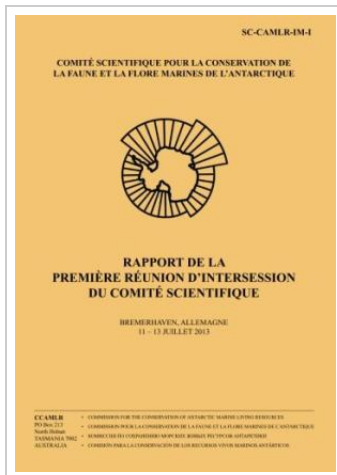 SC-CAMLR-IM-I
COMITÉ SCIENTIFIQUE POUR LA CONSERVATION DE
LA FAUNE ET LA FLORE MARINES DE L'ANTARCTIQUE
RAPPORT DE LA
PREMIÈRE RÉUNION D'INTERSESSION
DU COMITÉ SCIENTIFIQUE
BREMERHAVEN, ALLEMAGNE
11 – 13 JUILLET 2013
CCAMLR
PO Box 213
North Hobart
TASMANIA 7002
AUSTRALIA
• COMMISSION FOR THE CONSERVATION OF ANTARCTIC MARINE LIVING RESOURCES
• COMMISSION POUR LA CONSERVATION DE LA FAUNE ET LA FLORE MARINES DE L'ANTARCTIQUE
• COMISIÓN PARA LA CONSERVACIÓN DE LOS RECURSOS VIVOS MARINOS ANTÁRTICOS